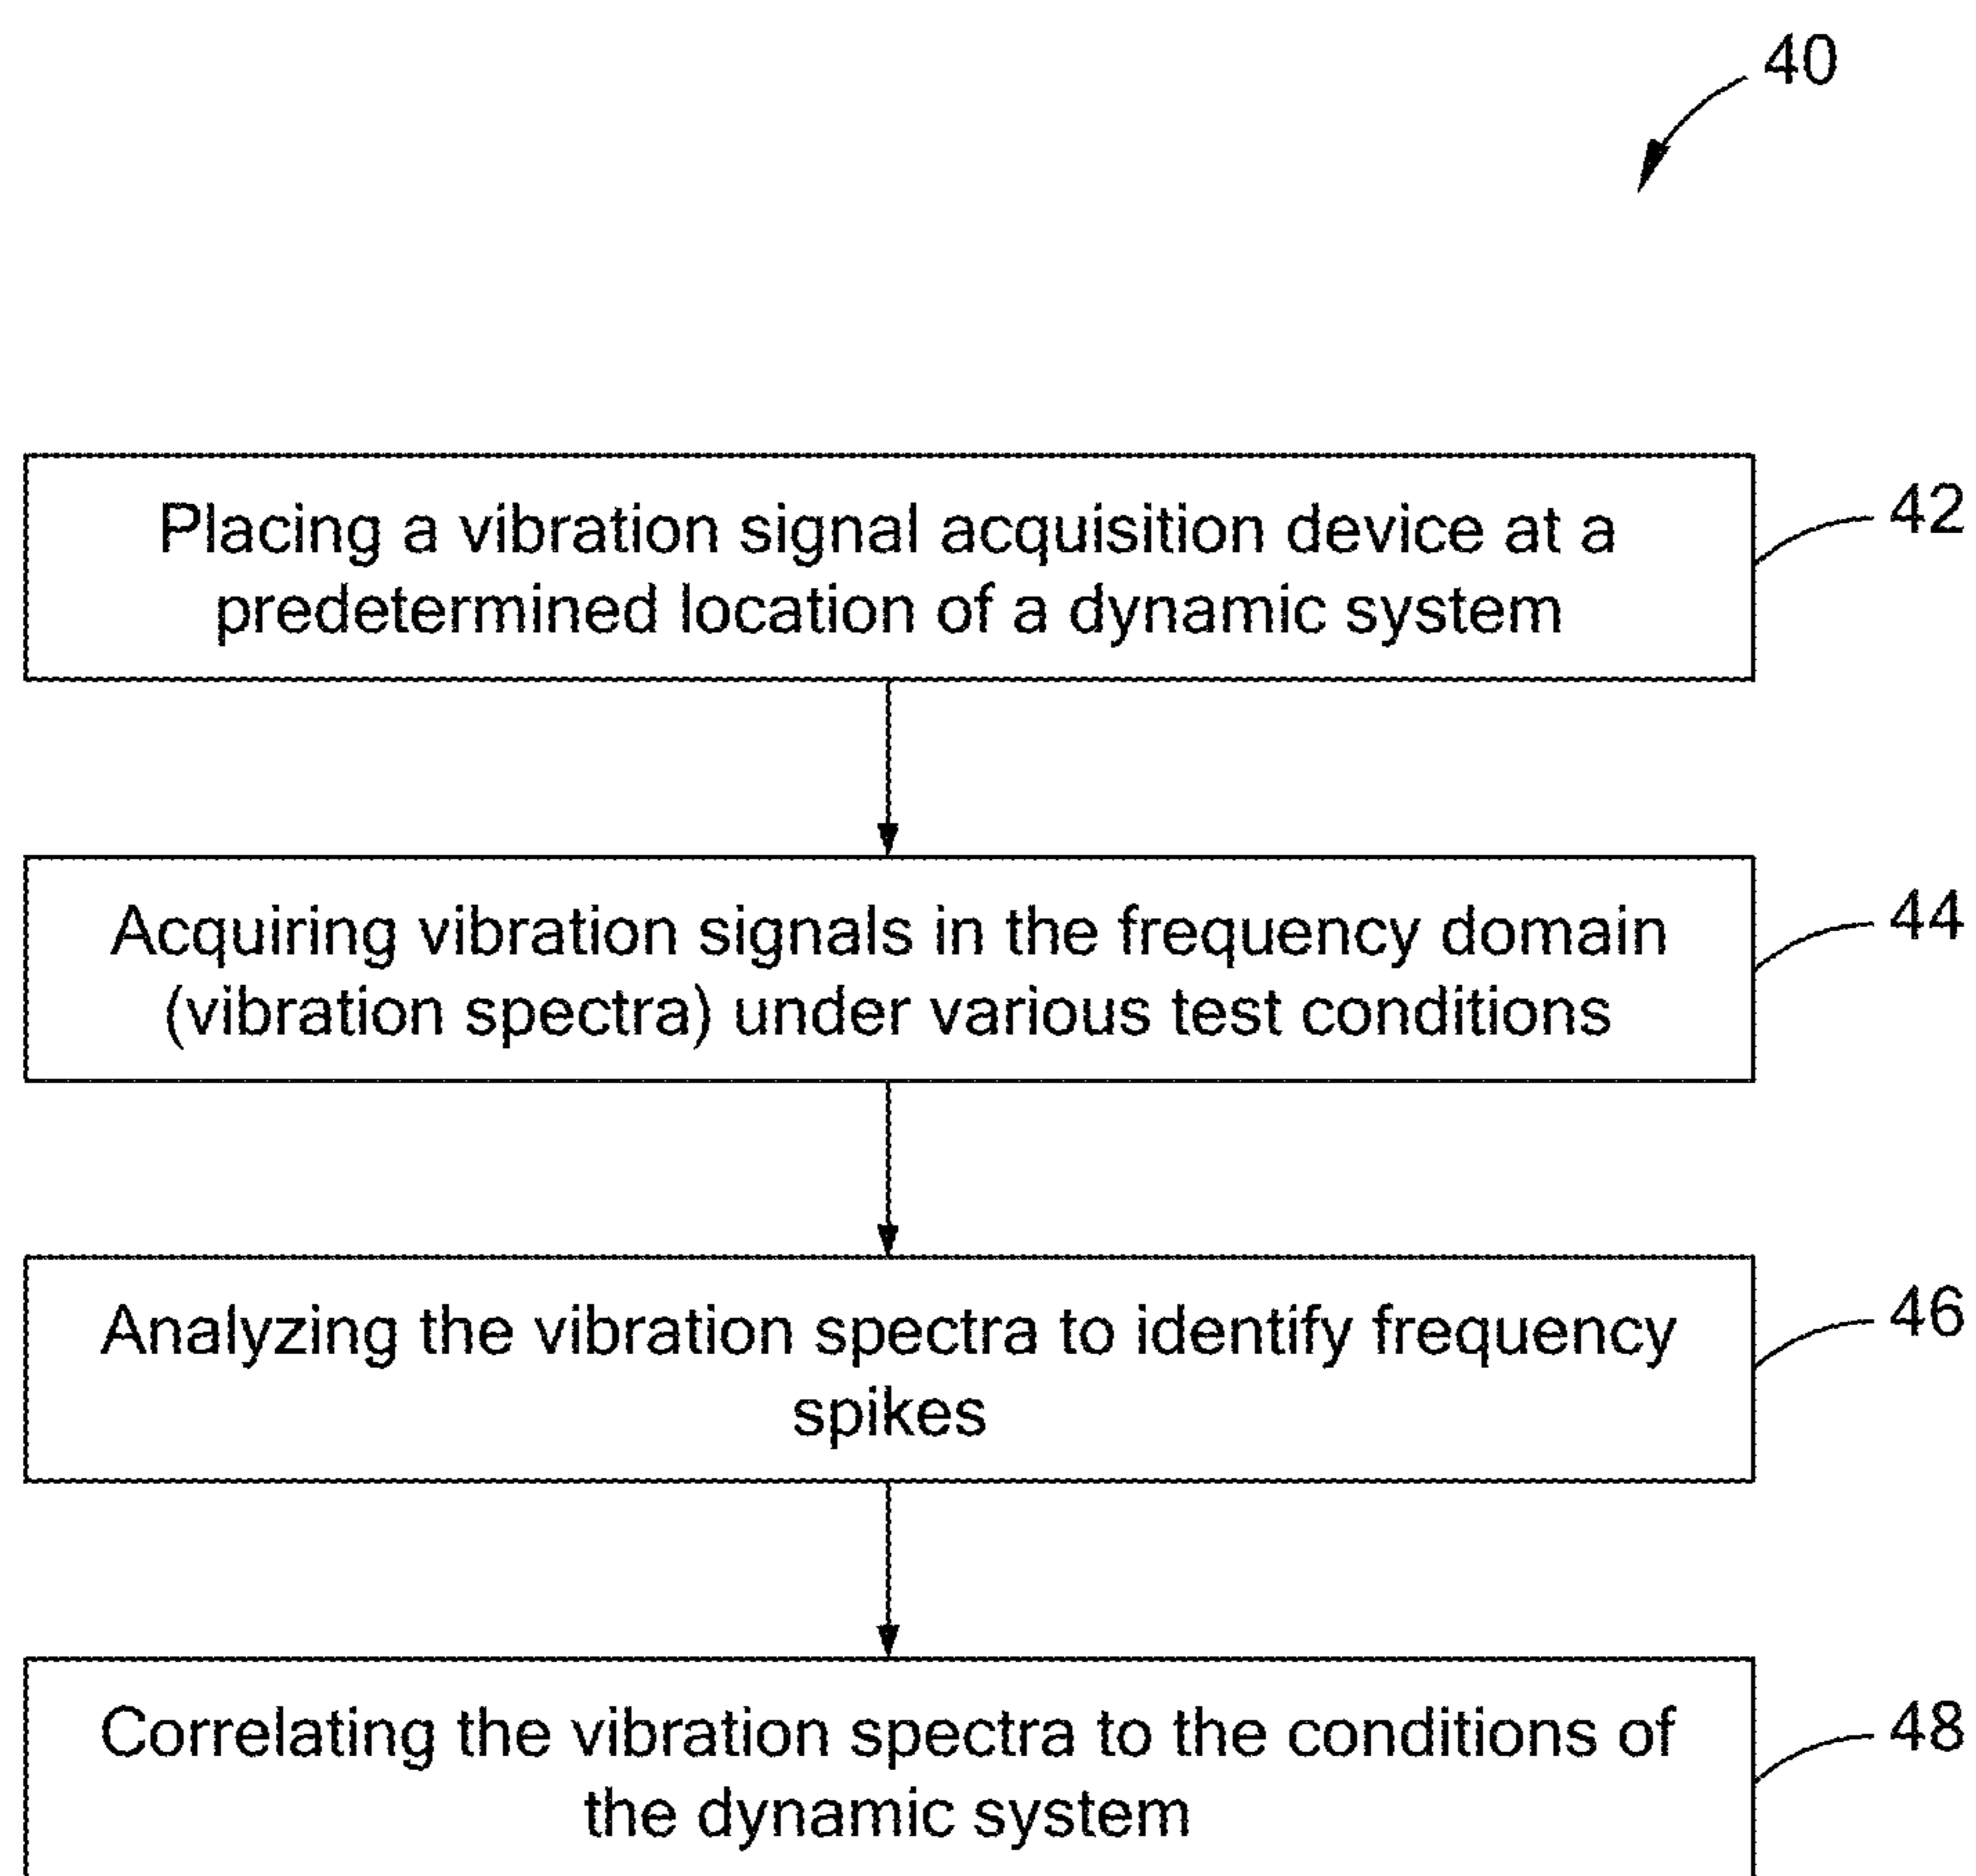 40
Placing a vibration signal acquisition device at a
predetermined location of a dynamic system
42
Acquiring vibration signals in the frequency domain
(vibration spectra) under various test conditions
44
Analyzing the vibration spectra to identify frequency
spikes
46
Correlating the vibration spectra to the conditions of
the dynamic system
48